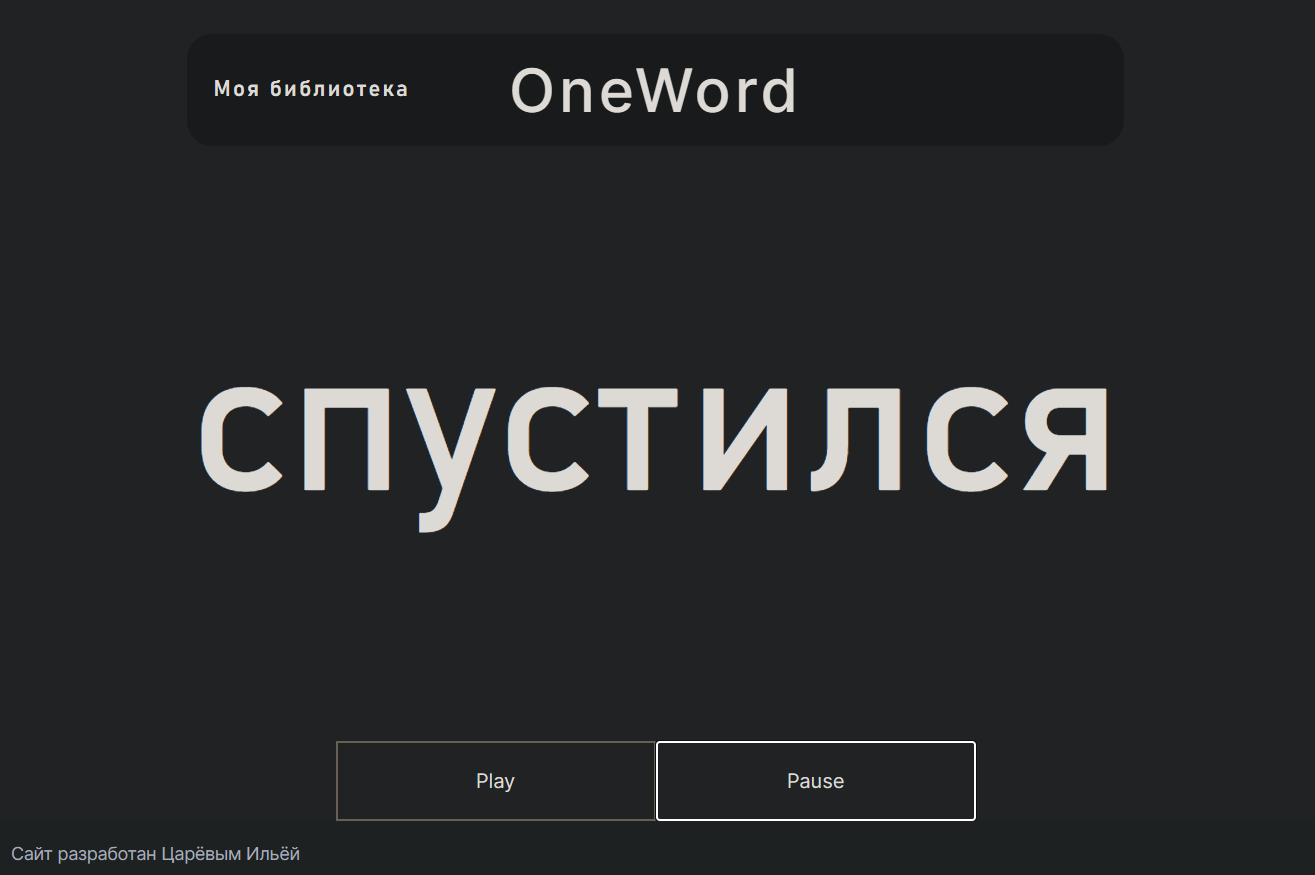 Моя библиотека
OneWord
спустился
Play
Pause
Сайт разработан Царёвым Ильёй